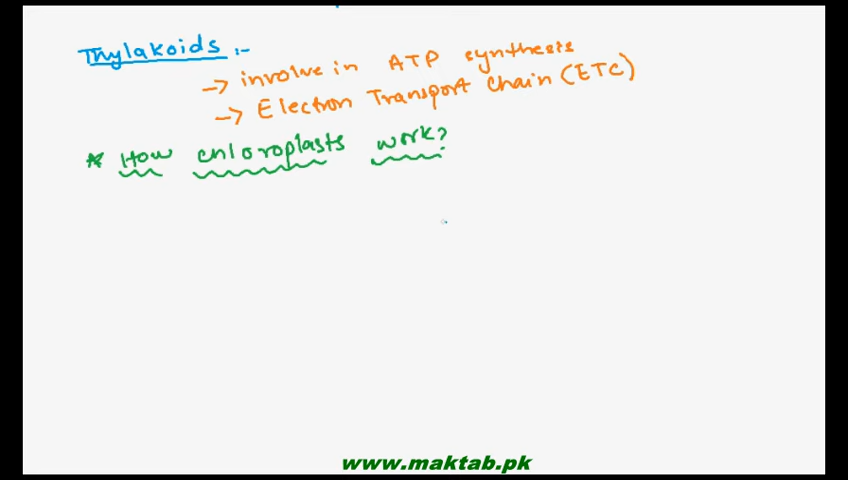 Thylakoids :-
→ involve in ATP synthesis
→ Electron Transport Chain (ETC)
* How chloroplasts work?
www.maktab.pk